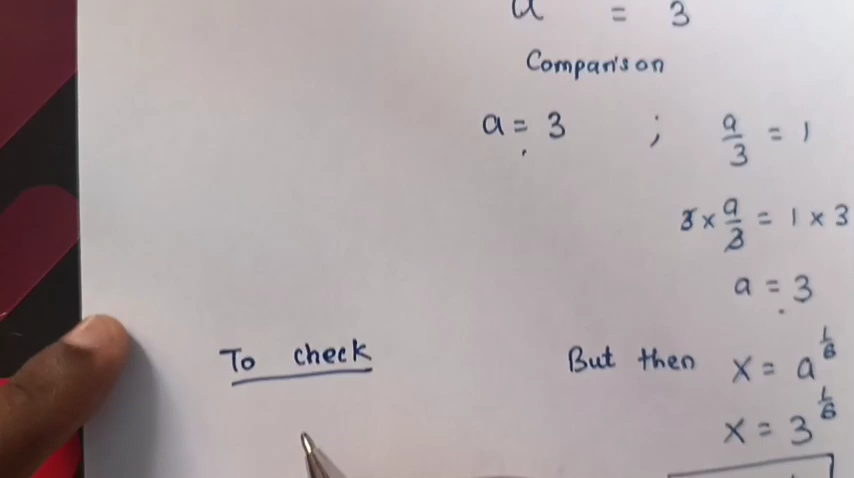 a = 3
Comparison
a = 3 ; a/3 = 1
3 × a/3 = 1 × 3
a = 3
To check
But then x = a^(1/6)
x = 3^(1/6)